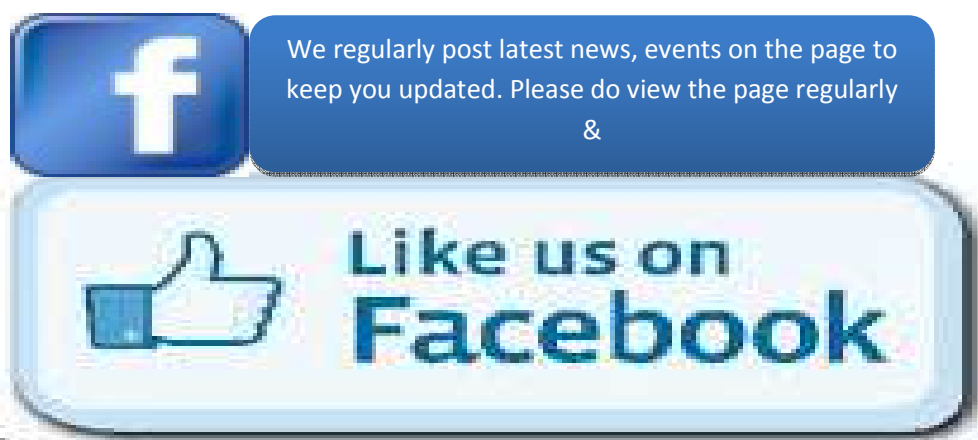 f
We regularly post latest news, events on the page to
keep you updated. Please do view the page regularly
&
Like us on
Facebook